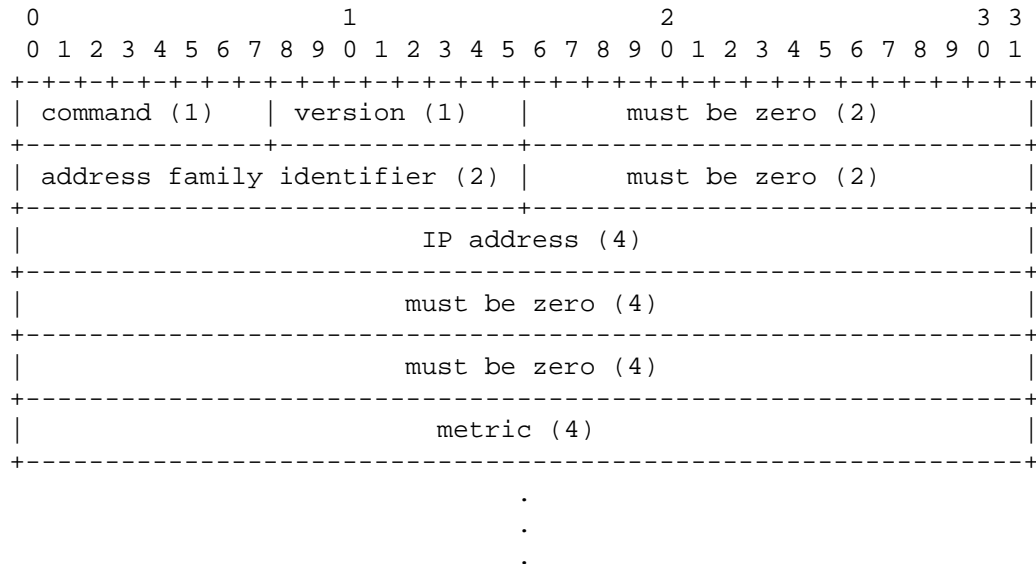 0                   1                   2                   3 3
 0 1 2 3 4 5 6 7 8 9 0 1 2 3 4 5 6 7 8 9 0 1 2 3 4 5 6 7 8 9 0 1
+-+-+-+-+-+-+-+-+-+-+-+-+-+-+-+-+-+-+-+-+-+-+-+-+-+-+-+-+-+-+-+-+
| command (1)   | version (1)   |      must be zero (2)         |
+---------------+---------------+-------------------------------+
| address family identifier (2) |      must be zero (2)         |
+-------------------------------+-------------------------------+
|                         IP address (4)                        |
+---------------------------------------------------------------+
|                        must be zero (4)                       |
+---------------------------------------------------------------+
|                        must be zero (4)                       |
+---------------------------------------------------------------+
|                          metric (4)                           |
+---------------------------------------------------------------+
                                .
                                .
                                .